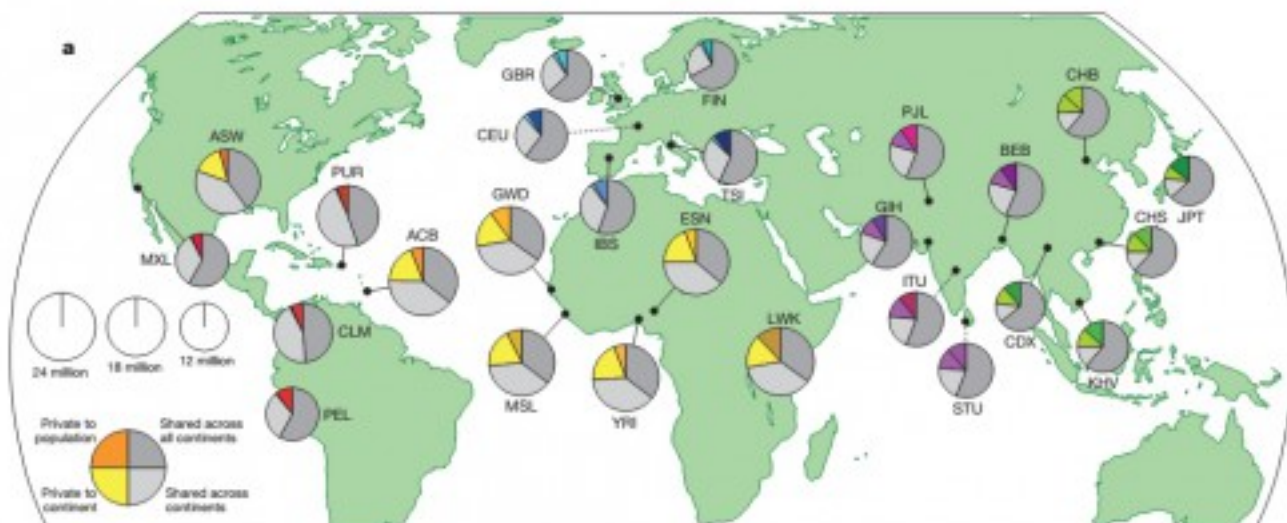 a
GBR
FIN
CHB
CEU
PJL
ASW
BEB
PUR
TSI
GWD
ESN
JPT
CHS
IBS
GIH
ACB
MXL
ITU
CLM
LWK
CDX
24 million
18 million
12 million
KHV
MSL
STU
PEL
YRI
Private to
population
Shared across
all continents
Private to
continent
Shared across
continents